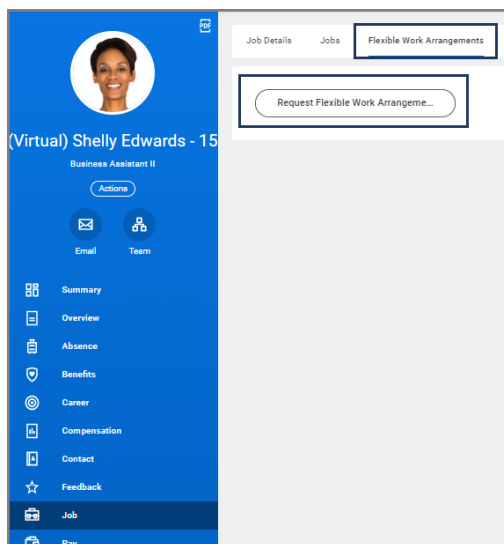 PDF
(Virtual) Shelly Edwards - 15
Business Assistant II
Actions
Email
Team
Summary
Overview
Absence
Benefits
Career
Compensation
Contact
Feedback
Job
Pay
Job Details
Jobs
Flexible Work Arrangements
Request Flexible Work Arrangeme...